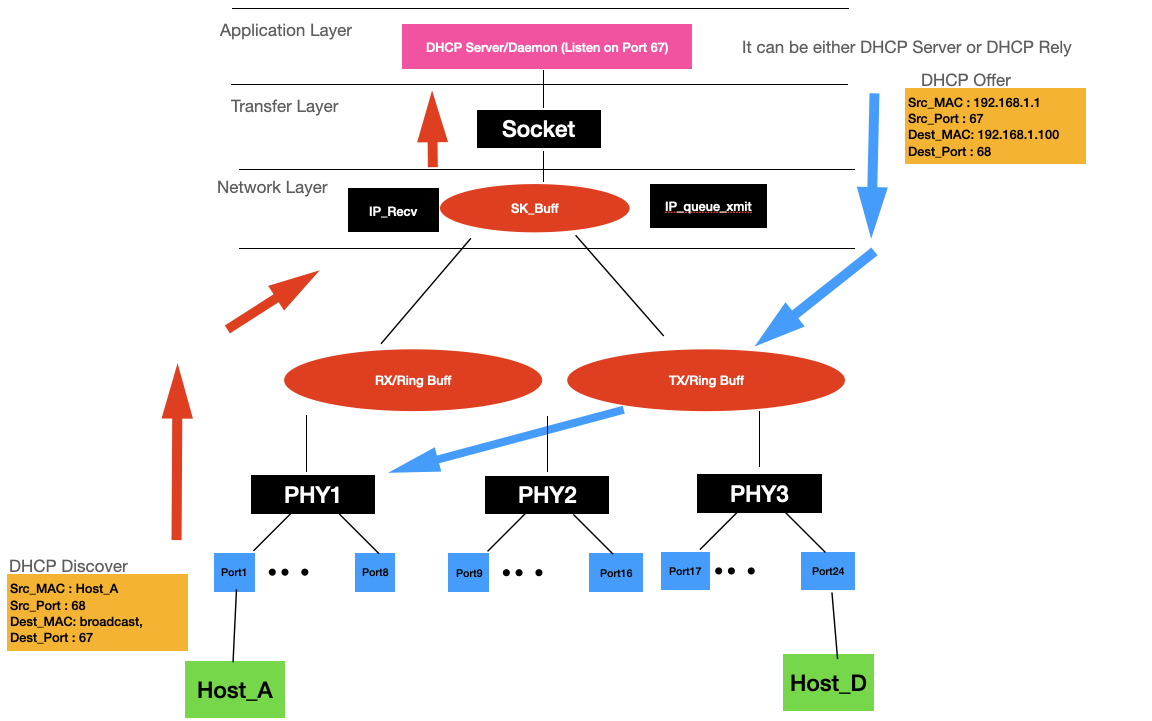 Application Layer
DHCP Server/Daemon (Listen on Port 67)
It can be either DHCP Server or DHCP Rely
DHCP Offer
Src_MAC : 192.168.1.1
Src_Port : 67
Dest_MAC: 192.168.1.100
Dest_Port : 68
Transfer Layer
Socket
Network Layer
IP_Recv
SK_Buff
IP_queue_xmit
RX/Ring Buff
TX/Ring Buff
PHY1
PHY2
PHY3
DHCP Discover
Src_MAC : Host_A
Src_Port : 68
Dest_MAC: broadcast,
Dest_Port : 67
Port1
Port8
Port9
Port16
Port17
Port24
Host_A
Host_D